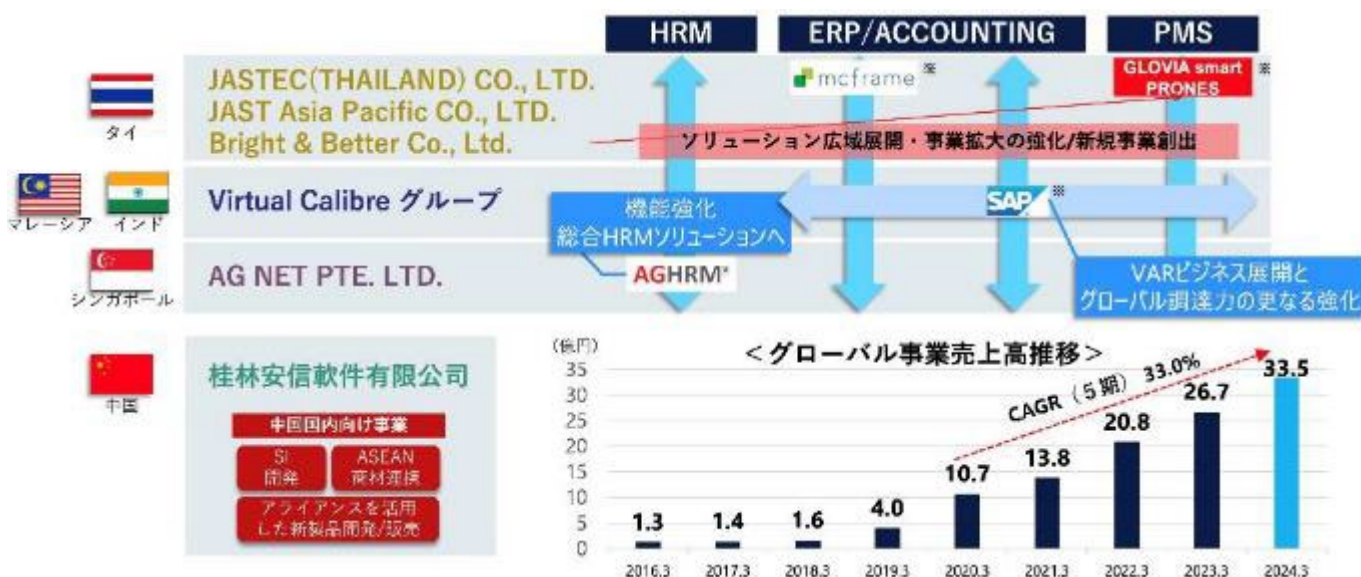 HRM
ERP/ACCOUNTING
PMS
タイ
JASTEC(THAILAND) CO., LTD.
JAST Asia Pacific CO., LTD.
Bright & Better Co., Ltd.
mcframe※
GLOVIA smart
PRONES※
ソリューション広域展開・事業拡大の強化/新規事業創出
マレーシア インド
Virtual Calibre グループ
SAP※
機能強化
総合HRMソリューションへ
シンガポール
AG NET PTE. LTD.
AGHRM※
VARビジネス展開と
グローバル調達力の更なる強化
中国
桂林安信軟件有限公司
中国国内向け事業
SI
開発
ASEAN
商材連携
アライアンスを活用
した新製品開発/販売
(億円)
<グローバル事業売上高推移>
CAGR(5期) 33.0%
35
30
25
20
15
10
5
0
1.3
1.4
1.6
4.0
10.7
13.8
20.8
26.7
33.5
2016.3
2017.3
2018.3
2019.3
2020.3
2021.3
2022.3
2023.3
2024.3